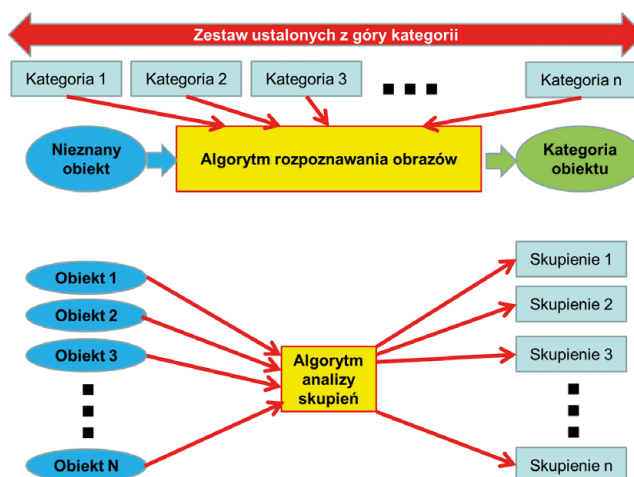 Zestaw ustalonych z góry kategorii
Kategoria 1
Kategoria 2
Kategoria 3
Kategoria n
Nieznany
obiekt
Algorytm rozpoznawania obrazów
Kategoria
obiektu
Obiekt 1
Obiekt 2
Obiekt 3
Obiekt N
Algorytm
analizy
skupień
Skupienie 1
Skupienie 2
Skupienie 3
Skupienie n